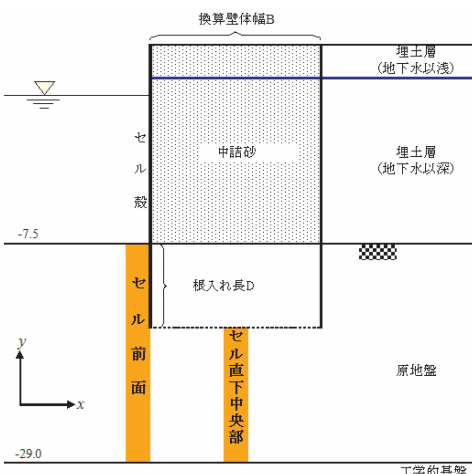 換算壁体幅B
埋土層
(地下水以浅)
セル殻
中詰砂
埋土層
(地下水以深)
-7.5
根入れ長D
セル前面
セル直下中央部
原地盤
y
x
-29.0
工学的基盤